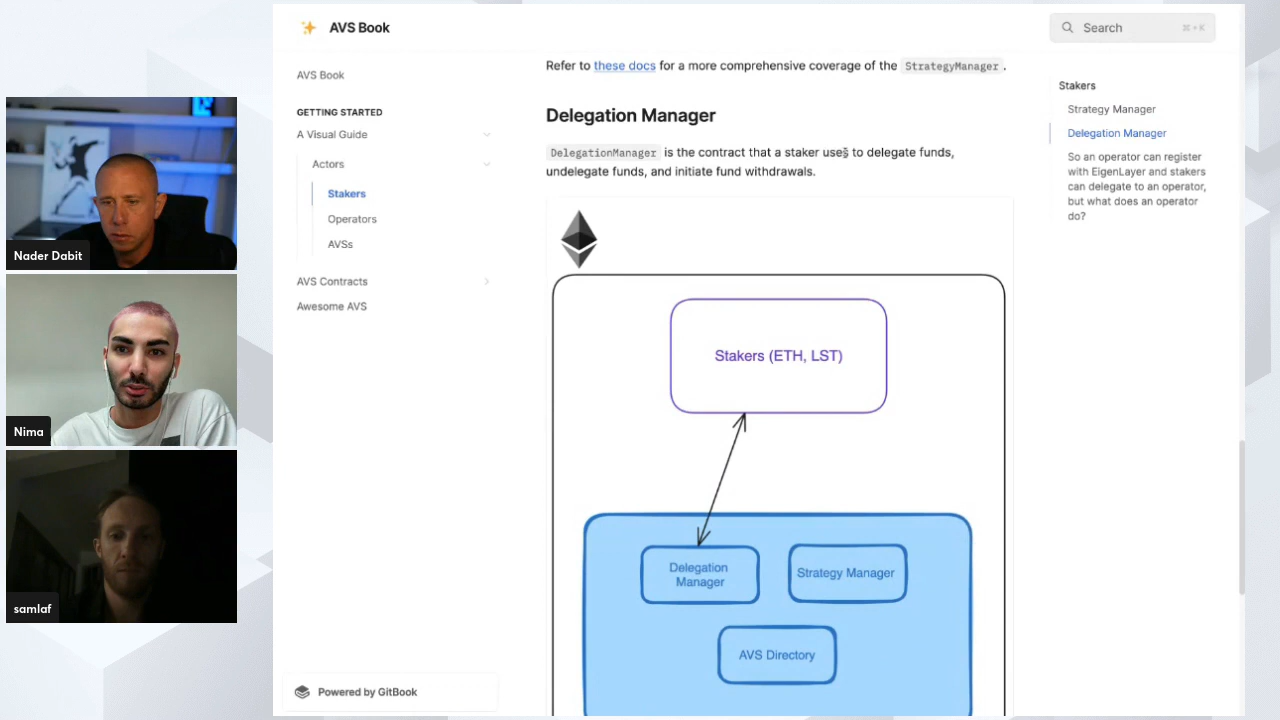 AVS Book
Search
⌘+K
AVS Book
GETTING STARTED
A Visual Guide
Actors
Stakers
Operators
AVSs
AVS Contracts
Awesome AVS
Powered by GitBook
Refer to these docs for a more comprehensive coverage of the StrategyManager.
Delegation Manager
DelegationManager is the contract that a staker uses to delegate funds,
undelegate funds, and initiate fund withdrawals.
Stakers (ETH, LST)
Delegation
Manager
Strategy Manager
AVS Directory
Stakers
Strategy Manager
Delegation Manager
So an operator can register
with EigenLayer and stakers
can delegate to an operator,
but what does an operator
do?
Nader Dabit
Nima
samlaf